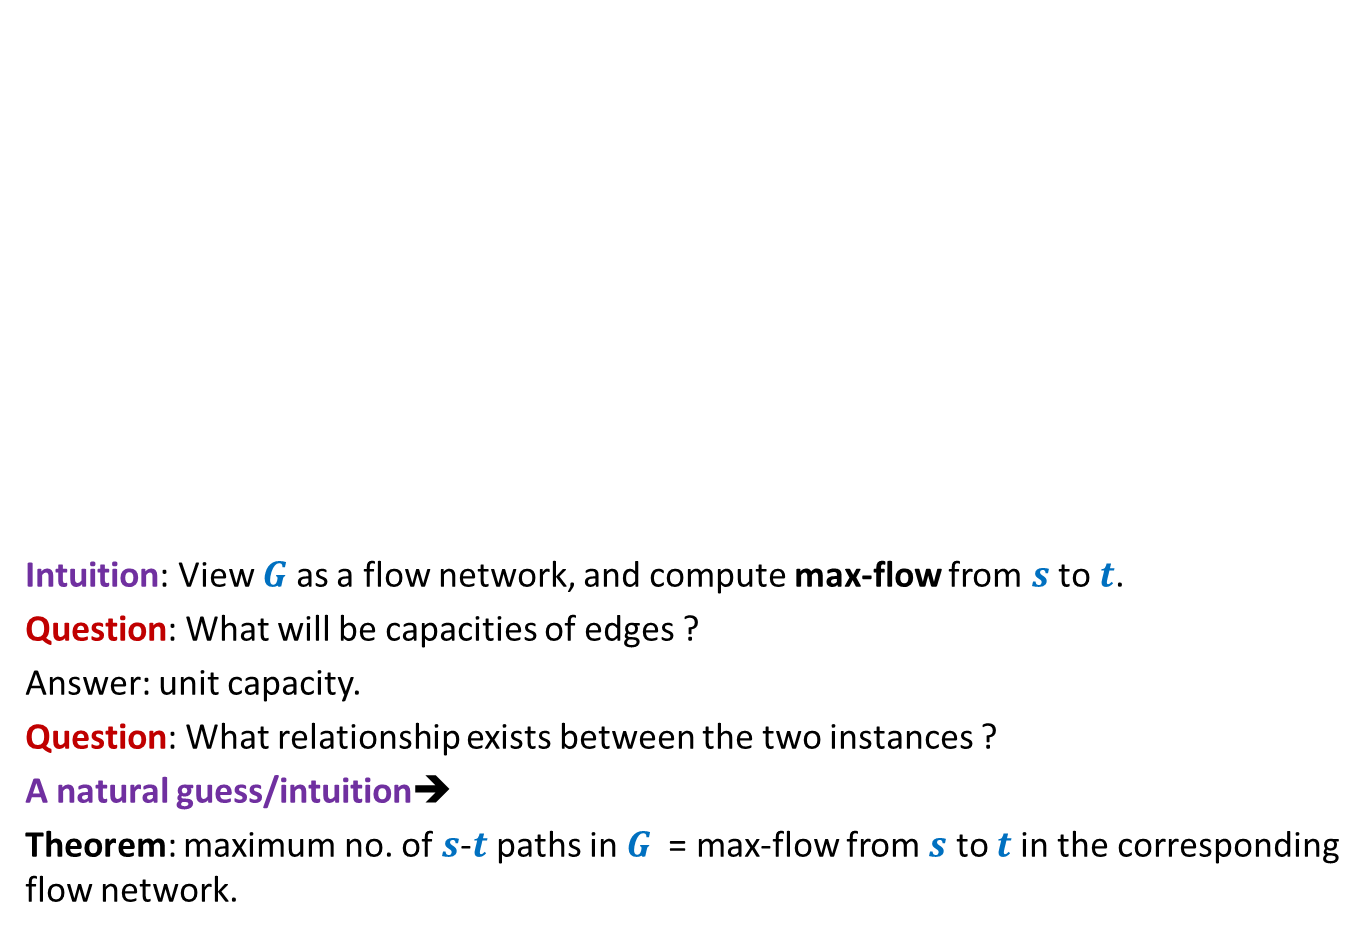 Intuition: View G as a flow network, and compute max-flow from s to t.
Question: What will be capacities of edges ?
Answer: unit capacity.
Question: What relationship exists between the two instances ?
A natural guess/intuition➔
Theorem: maximum no. of s-t paths in G = max-flow from s to t in the corresponding
flow network.